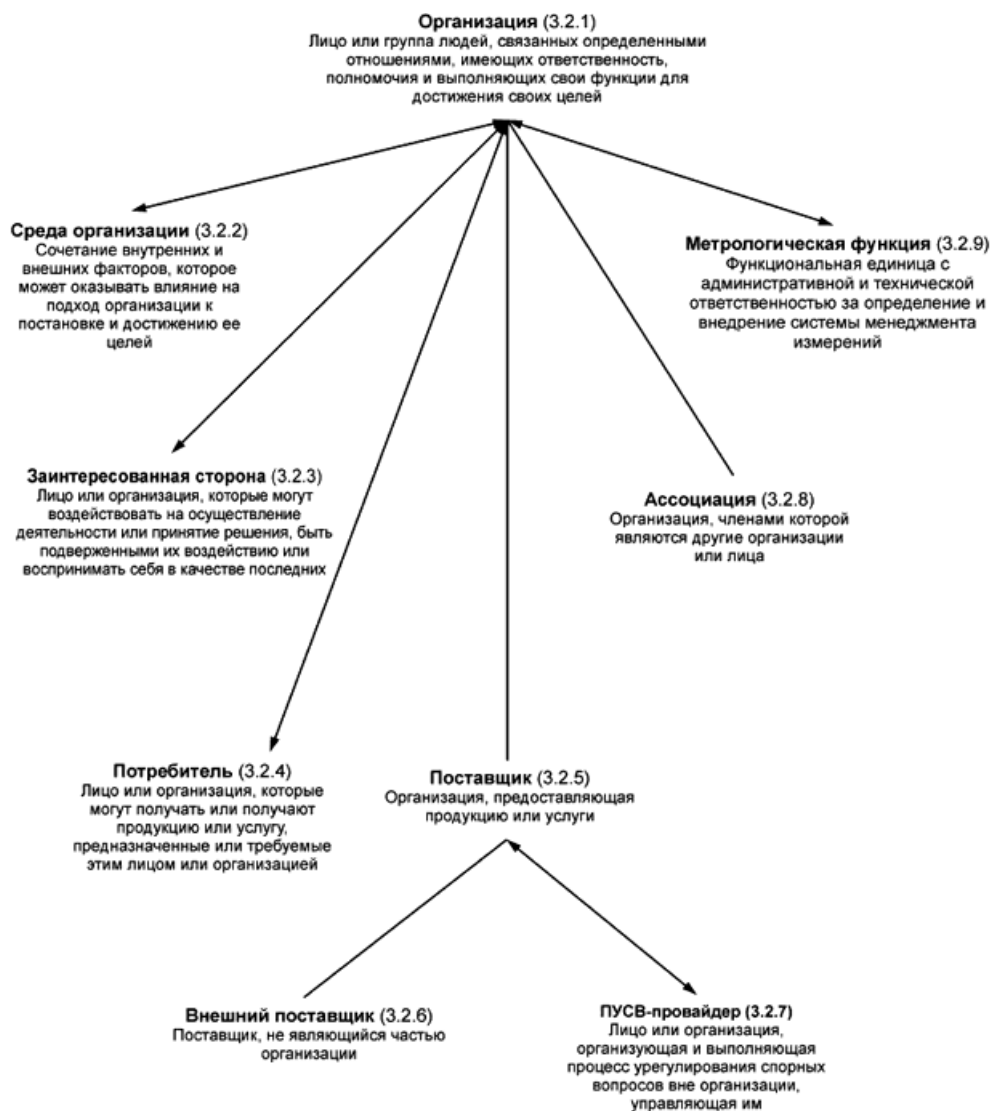 Организация (3.2.1)
Лицо или группа людей, связанных определенными
отношениями, имеющих ответственность,
полномочия и выполняющих свои функции для
достижения своих целей
Среда организации (3.2.2)
Сочетание внутренних и
внешних факторов, которое
может оказывать влияние на
подход организации к
постановке и достижению ее
целей
Метрологическая функция (3.2.9)
Функциональная единица с
административной и технической
ответственностью за определение и
внедрение системы менеджмента
измерений
Заинтересованная сторона (3.2.3)
Лицо или организация, которые могут
воздействовать на осуществление
деятельности или принятие решения, быть
подверженными их воздействию или
воспринимать себя в качестве последних
Ассоциация (3.2.8)
Организация, членами которой
являются другие организации
или лица
Потребитель (3.2.4)
Лицо или организация, которые
могут получать или получают
продукцию или услугу,
предназначенные или требуемые
этим лицом или организацией
Поставщик (3.2.5)
Организация, предоставляющая
продукцию или услуги
Внешний поставщик (3.2.6)
Поставщик, не являющийся частью
организации
ПУСВ-провайдер (3.2.7)
Лицо или организация,
организующая и выполняющая
процесс урегулирования спорных
вопросов вне организации,
управляющая им